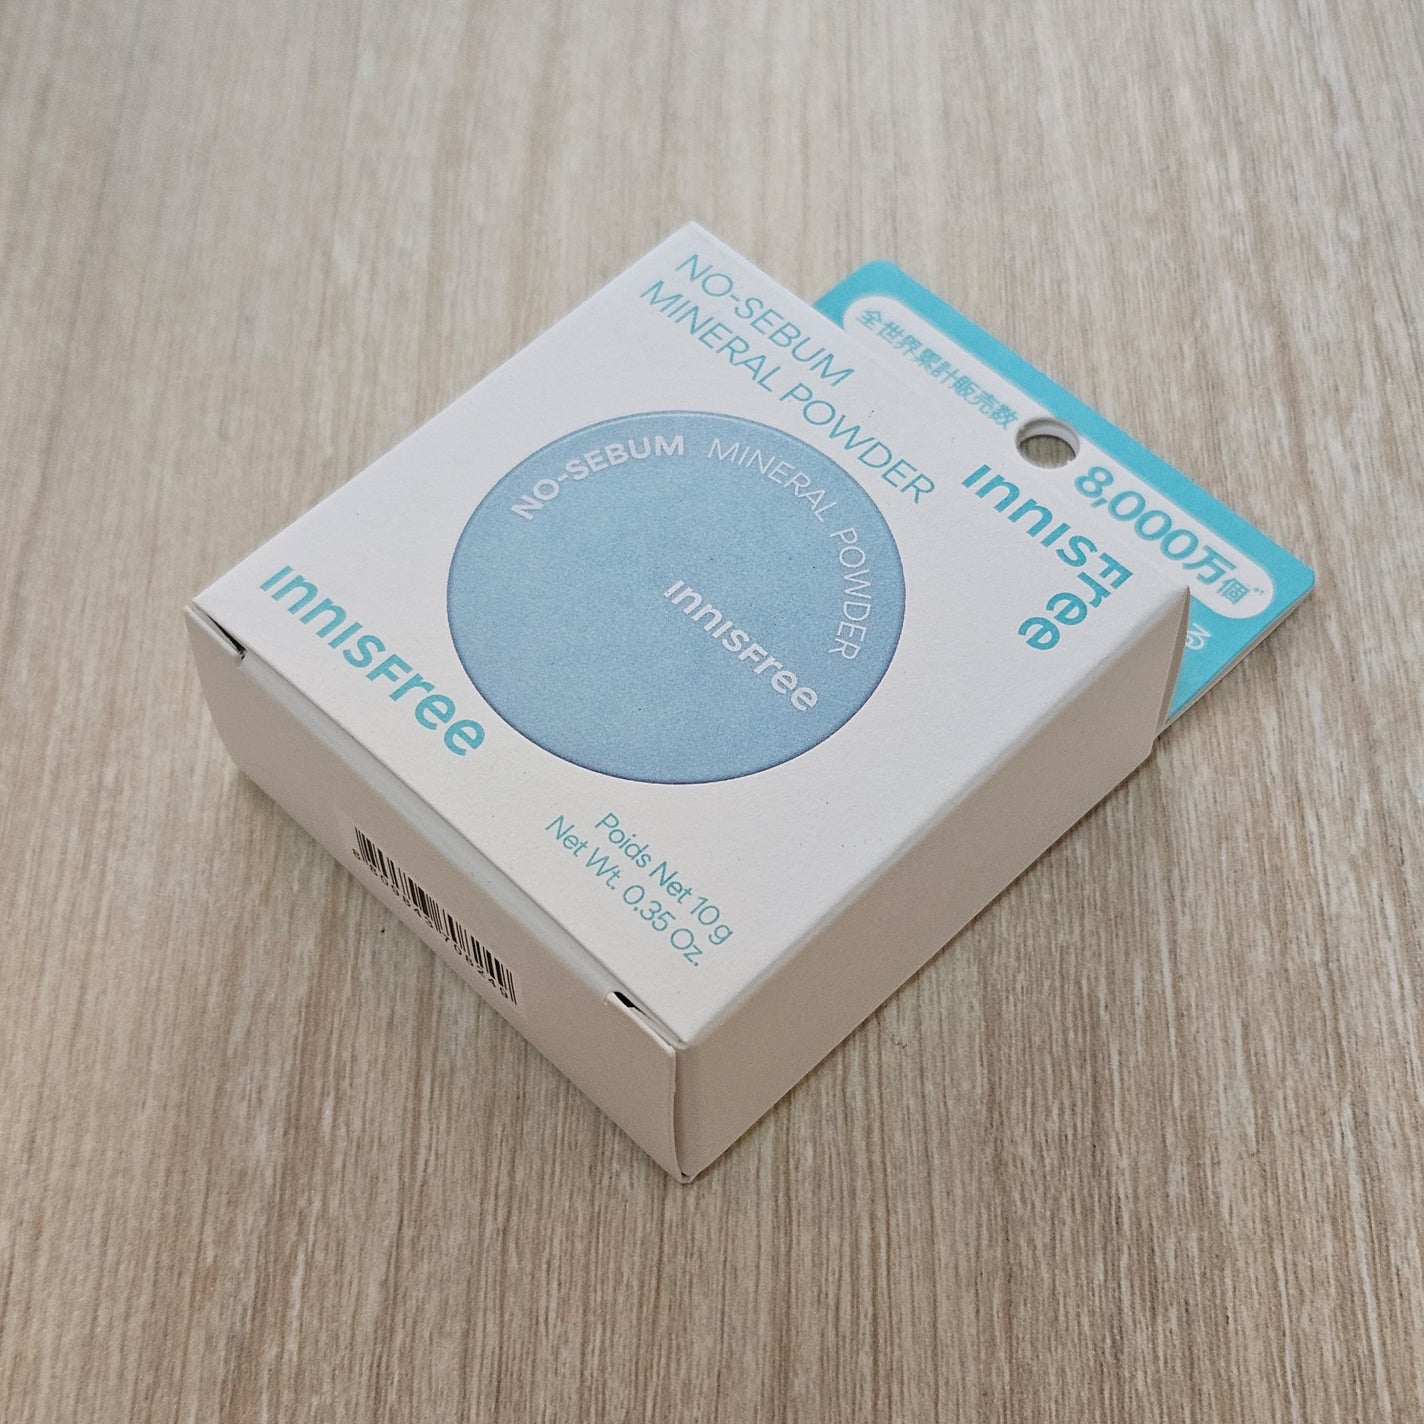 NO-SEBUM
MINERAL POWDER
NO-SEBUM MINERAL POWDER
INNISFree
INNISFree
INNISFree
Poids Net 10 g
Net Wt. 0.35 Oz.
全世界累計販売数
8,000万個